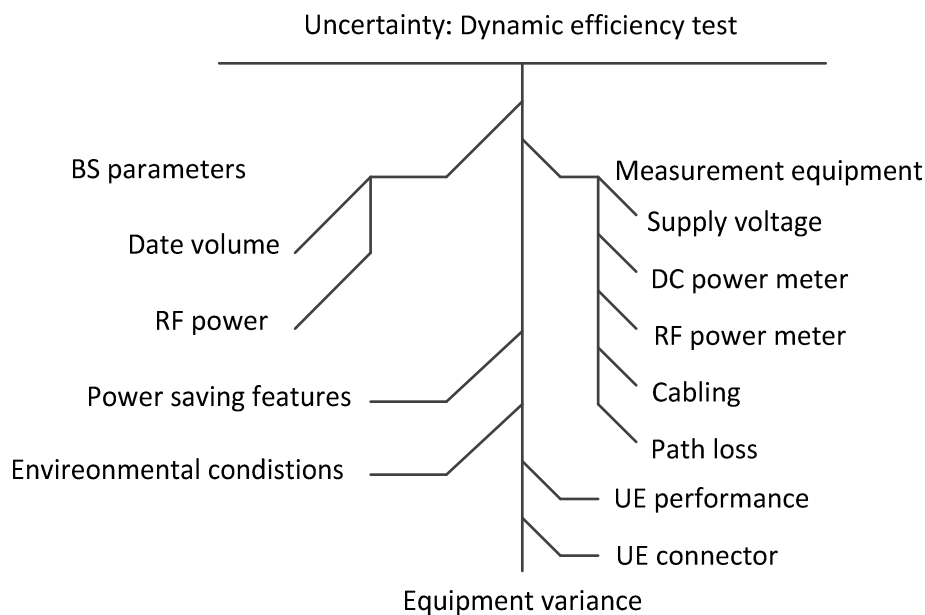 Uncertainty: Dynamic efficiency test
BS parameters
Date volume
RF power
Power saving features
Envireonmental condistions
Measurement equipment
Supply voltage
DC power meter
RF power meter
Cabling
Path loss
UE performance
UE connector
Equipment variance